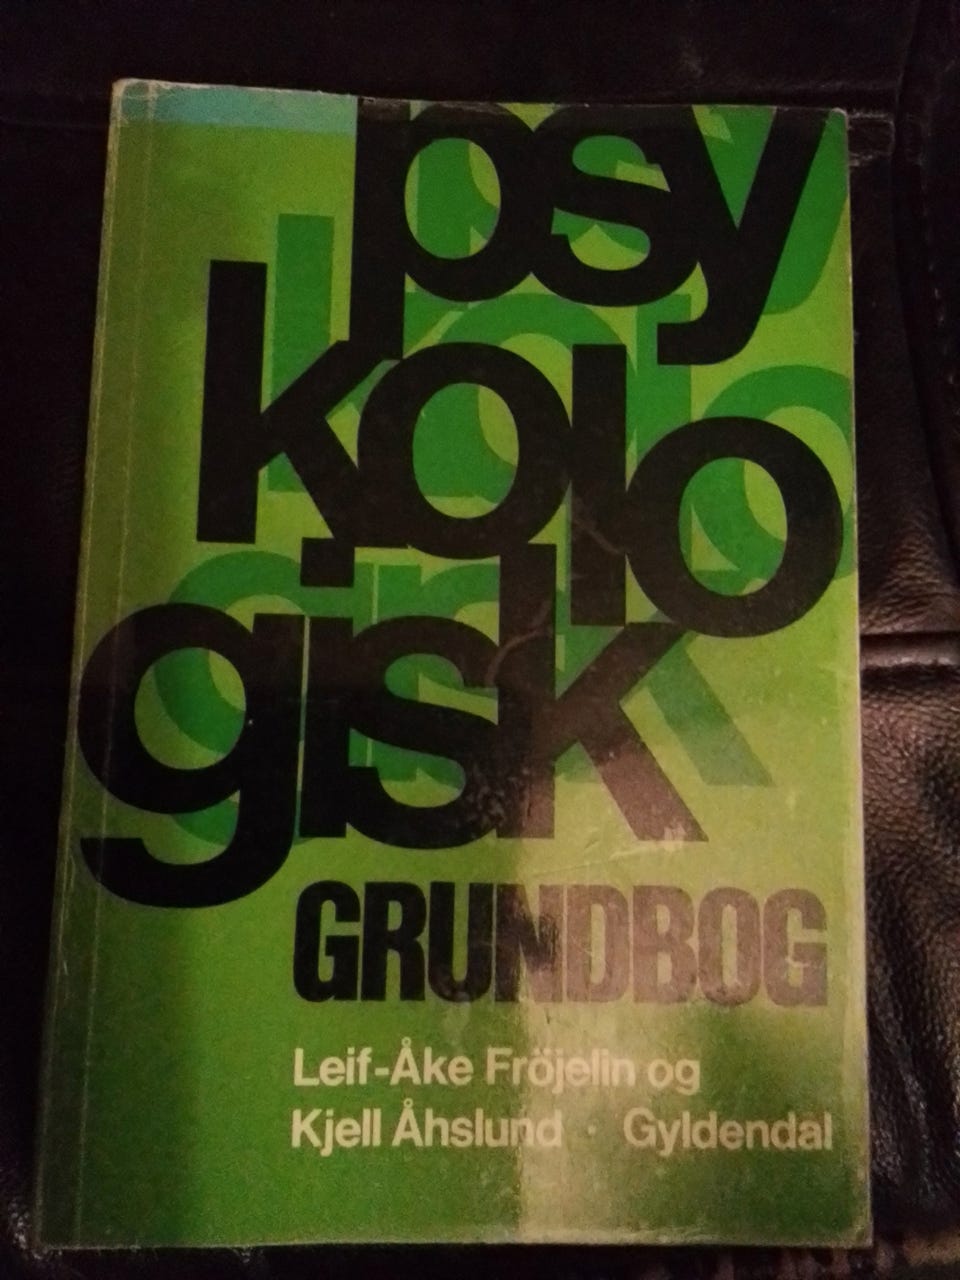 psy
kolo
gisk
GRUNDBOG
Leif-Åke Fröjelin og
Kjell Åhslund · Gyldendal